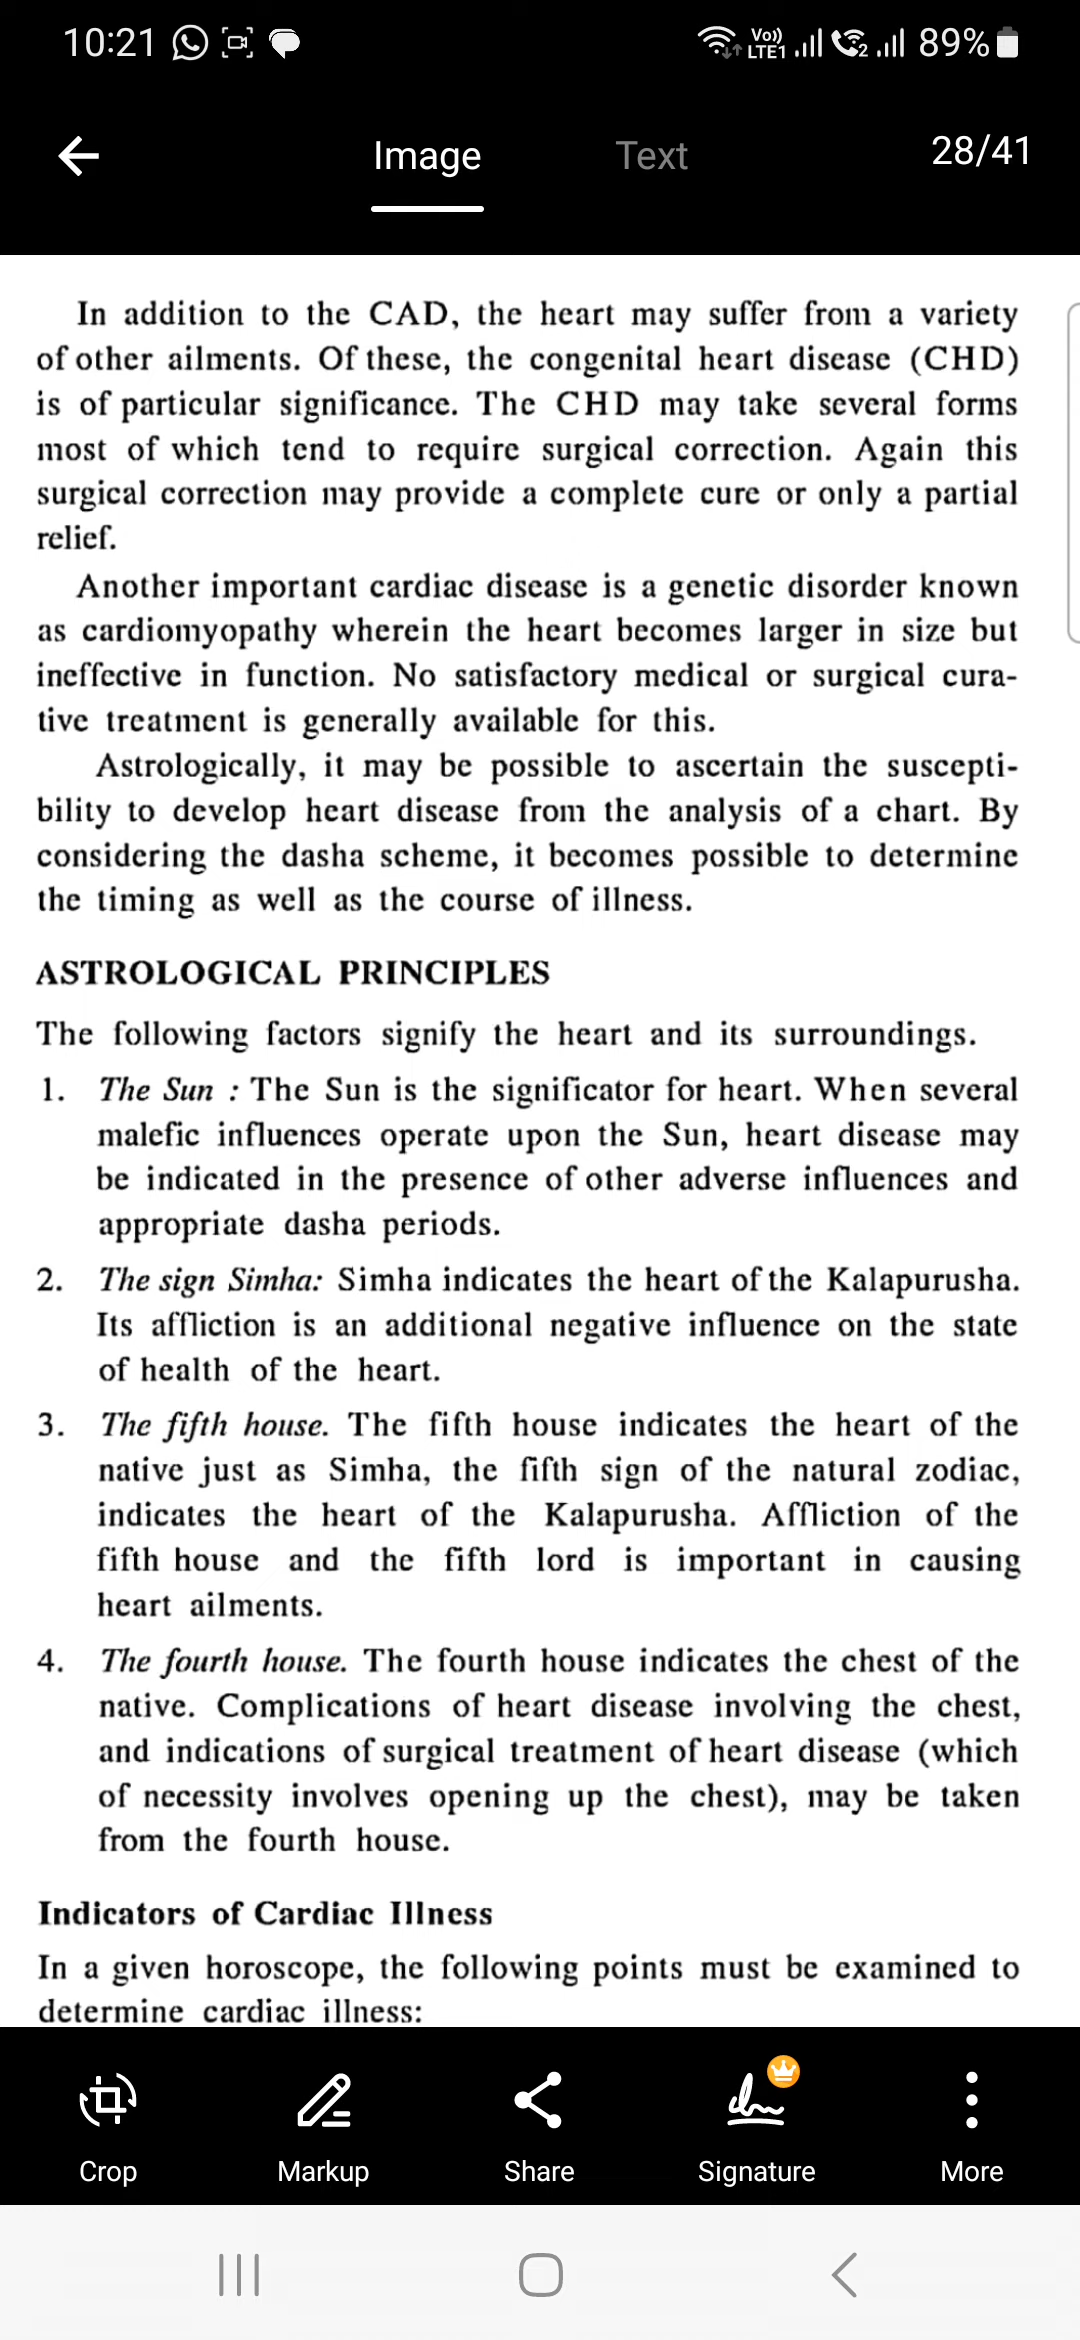 10:21
Vo))
LTE1
2
89%
Image
Text
28/41
In addition to the CAD, the heart may suffer from a variety
of other ailments. Of these, the congenital heart disease (CHD)
is of particular significance. The CHD may take several forms
most of which tend to require surgical correction. Again this
surgical correction may provide a complete cure or only a partial
relief.
Another important cardiac disease is a genetic disorder known
as cardiomyopathy wherein the heart becomes larger in size but
ineffective in function. No satisfactory medical or surgical cura-
tive treatment is generally available for this.
Astrologically, it may be possible to ascertain the suscepti-
bility to develop heart disease from the analysis of a chart. By
considering the dasha scheme, it becomes possible to determine
the timing as well as the course of illness.
ASTROLOGICAL PRINCIPLES
The following factors signify the heart and its surroundings.
1. The Sun : The Sun is the significator for heart. When several
malefic influences operate upon the Sun, heart disease may
be indicated in the presence of other adverse influences and
appropriate dasha periods.
2. The sign Simha: Simha indicates the heart of the Kalapurusha.
Its affliction is an additional negative influence on the state
of health of the heart.
3. The fifth house. The fifth house indicates the heart of the
native just as Simha, the fifth sign of the natural zodiac,
indicates the heart of the Kalapurusha. Affliction of the
fifth house and the fifth lord is important in causing
heart ailments.
4. The fourth house. The fourth house indicates the chest of the
native. Complications of heart disease involving the chest,
and indications of surgical treatment of heart disease (which
of necessity involves opening up the chest), may be taken
from the fourth house.
Indicators of Cardiac Illness
In a given horoscope, the following points must be examined to
determine cardiac illness:
Crop
Markup
Share
Signature
More